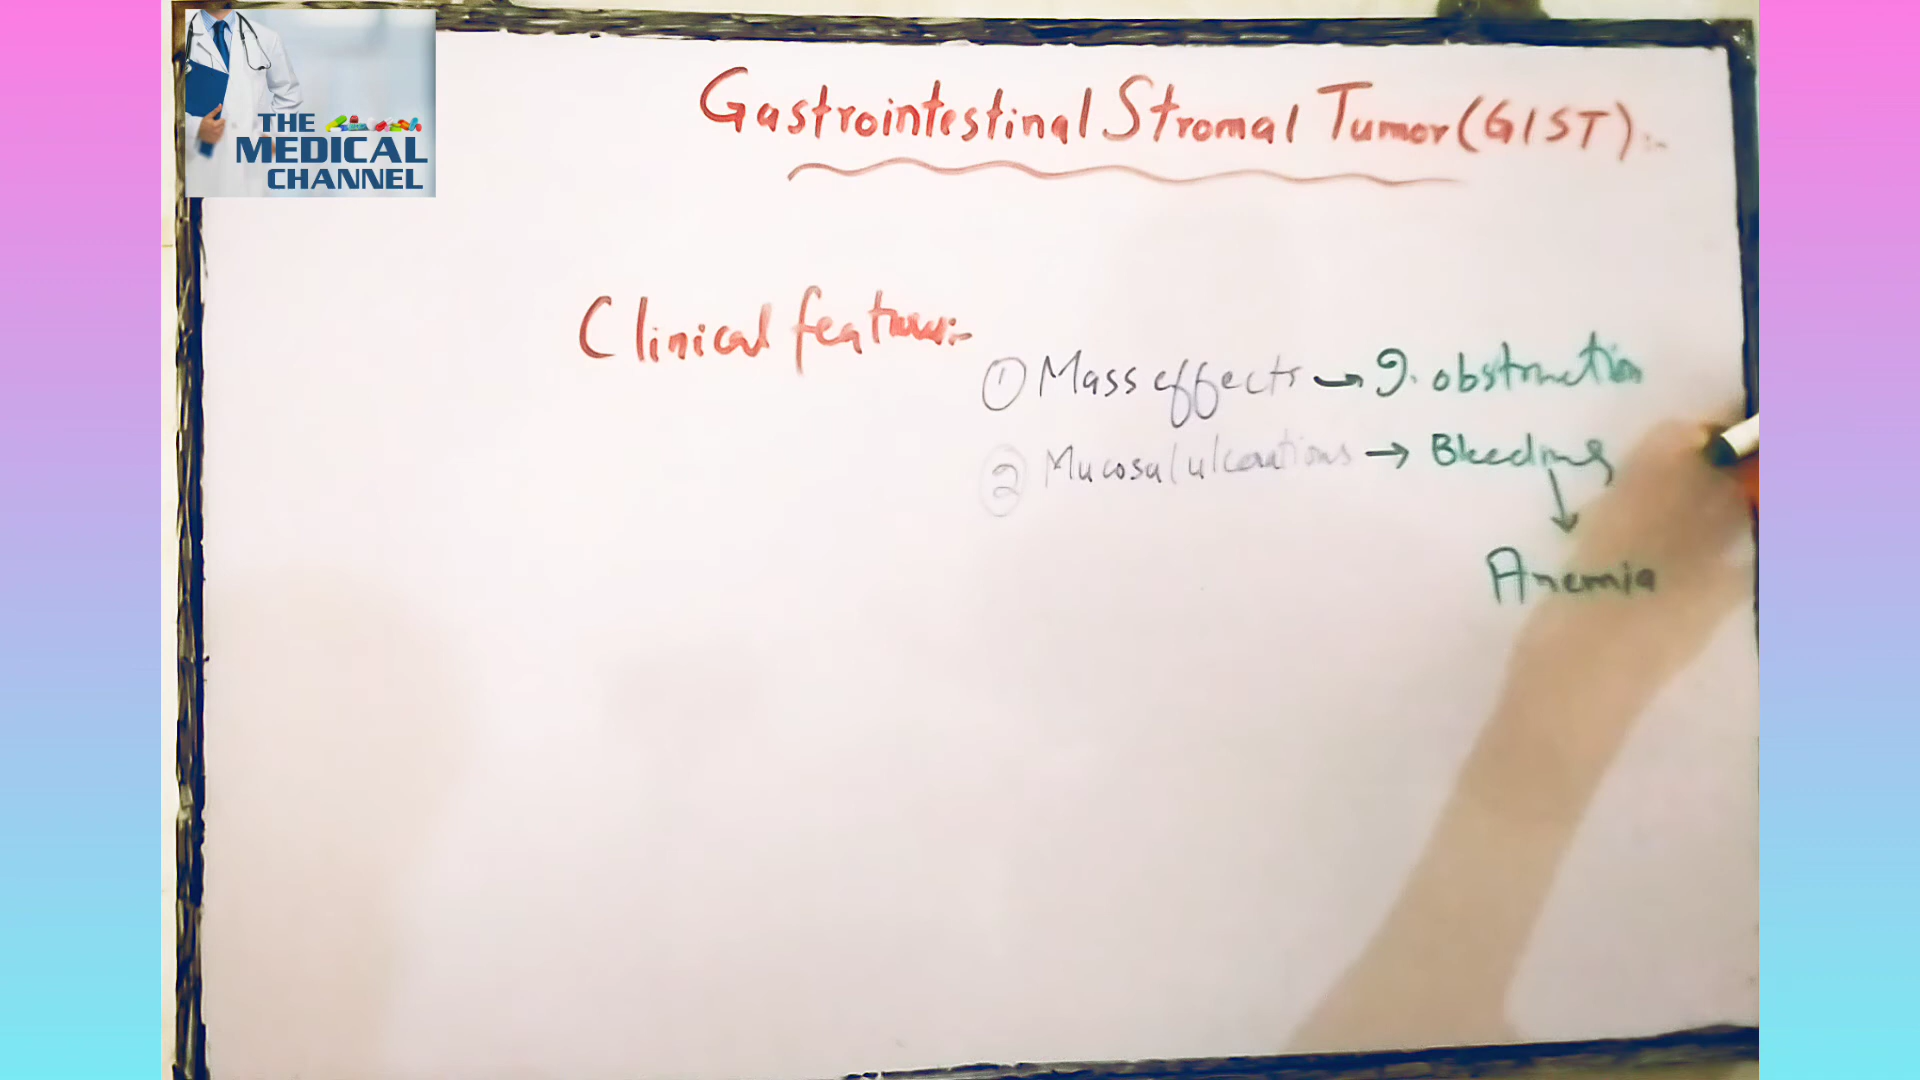 THE
MEDICAL
CHANNEL
Gastrointestinal Stromal Tumor (GIST):-
Clinical features:-
① Mass effects → I. obstruction
② Mucosal ulcerations → Bleeding
↓
Anemia